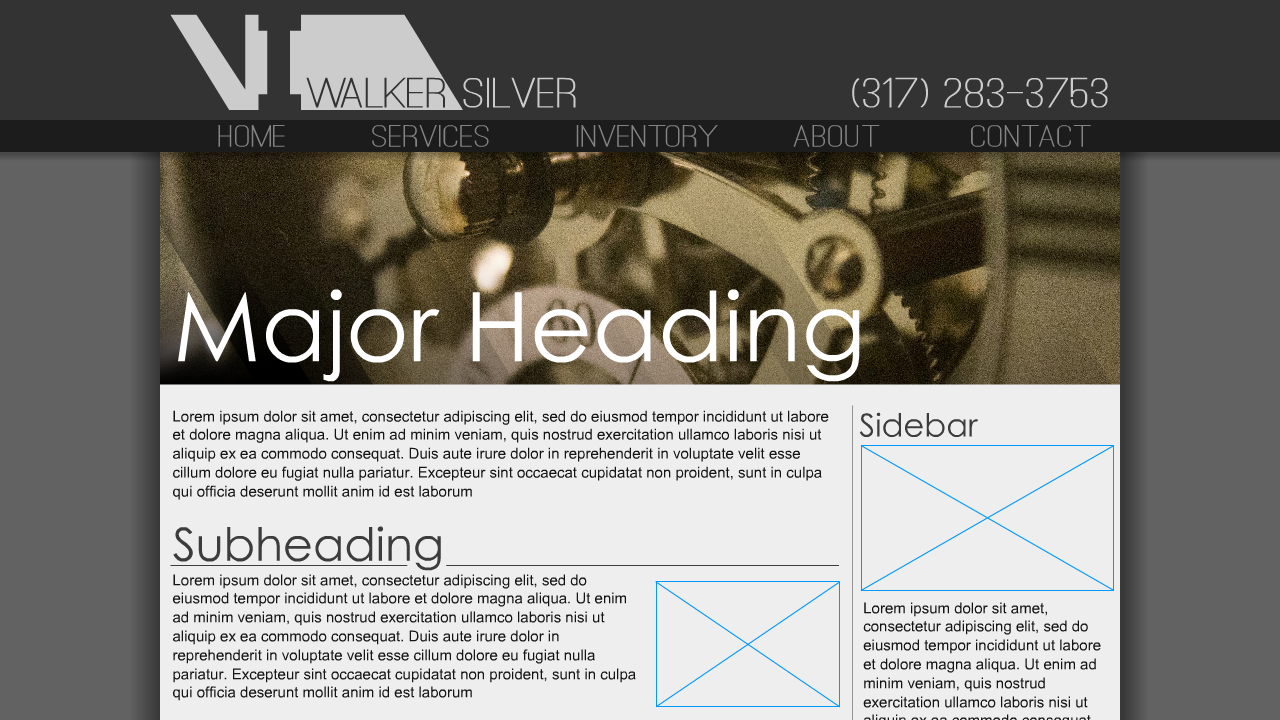 WALKER SILVER
(317) 283-3753
HOME SERVICES INVENTORY ABOUT CONTACT
Major Heading
Lorem ipsum dolor sit amet, consectetur adipiscing elit, sed do eiusmod tempor incididunt ut labore
et dolore magna aliqua. Ut enim ad minim veniam, quis nostrud exercitation ullamco laboris nisi ut
aliquip ex ea commodo consequat. Duis aute irure dolor in reprehenderit in voluptate velit esse
cillum dolore eu fugiat nulla pariatur. Excepteur sint occaecat cupidatat non proident, sunt in culpa
qui officia deserunt mollit anim id est laborum
Subheading
Lorem ipsum dolor sit amet, consectetur adipiscing elit, sed do
eiusmod tempor incididunt ut labore et dolore magna aliqua. Ut enim
ad minim veniam, quis nostrud exercitation ullamco laboris nisi ut
aliquip ex ea commodo consequat. Duis aute irure dolor in
reprehenderit in voluptate velit esse cillum dolore eu fugiat nulla
pariatur. Excepteur sint occaecat cupidatat non proident, sunt in culpa
qui officia deserunt mollit anim id est laborum
Sidebar
Lorem ipsum dolor sit amet,
consectetur adipiscing elit, sed do
eiusmod tempor incididunt ut labore
et dolore magna aliqua. Ut enim ad
minim veniam, quis nostrud
exercitation ullamco laboris nisi ut
aliquip ex ea commodo consequat.